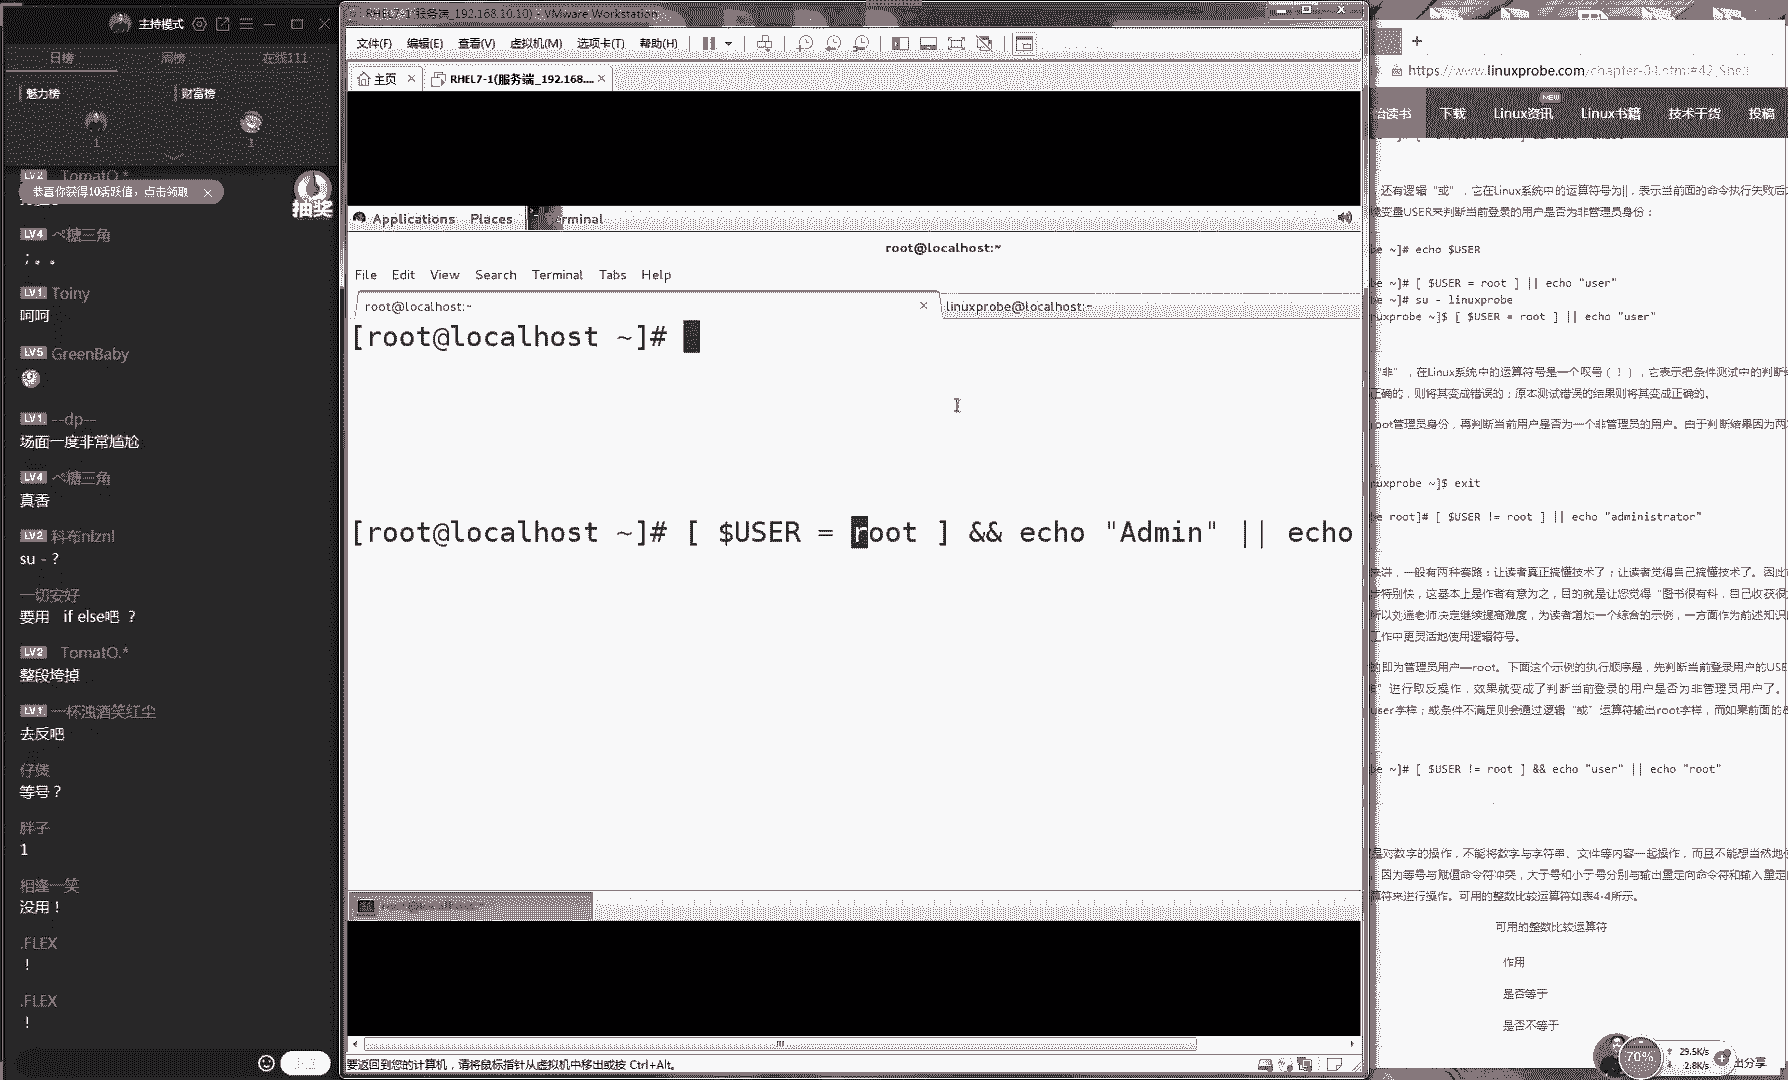 主持模式
日榜
周榜
在线111
魅力榜
财富榜
1
1
LV2 TomatO.*
恭喜你获得10活跃值，点击领取
抽奖
；。。
LV1 Toiny
呵呵
LV5 GreenBaby
LV1 --dp--
场面一度非常尴尬
真香
su - ?
一切安好
要用 if else吧 ？
LV2 TomatO.*
整段垮掉
LV1 一杯浊酒笑红尘
去反吧
等号？
胖子
1
相逢一笑
没用！
.FLEX
！
.FLEX
！
RHEL7-1(服务端_192.168.10.10) - VMware Workstation
文件(F) 编辑(E) 查看(V) 虚拟机(M) 选项卡(T) 帮助(H)
主页
RHEL7-1(服务端_192.168....
Applications Places Terminal
root@localhost:~
File Edit View Search Terminal Tabs Help
root@localhost:~
linuxprobe@localhost:~
[root@localhost ~]#
[root@localhost ~]# [ $USER = root ] && echo "Admin" || echo
要返回到您的计算机，请将鼠标指针从虚拟机中移出或按 Ctrl+Alt。
下载
Linux资讯
NEW
Linux书籍
技术干货
投稿
还有逻辑“或”，它在Linux系统中的运算符号为||，表示当前面的命令执行失败后
变量USER来判断当前登录的用户是否为非管理员身份：
~]# echo $USER
~]# [ $USER = root ] || echo "user"
~]# su - linuxprobe
~]$ [ $USER = root ] || echo "user"
“非”，在Linux系统中的运算符号是一个叹号（！），它表示把条件测试中的判断
正确的，则将其变成错误的；原本测试错误的结果则将其变成正确的。
root管理员身份，再判断当前用户是否为一个非管理员的用户。由于判断结果因为两
~]$ exit
root]# [ $USER != root ] || echo "administrator"
来讲，一般有两种套路：让读者真正搞懂技术了；让读者觉得自己搞懂技术了。因此
步特别快，这基本上是作者有意为之，目的就是让您觉得“图书很有料，自己收获很
所以刘遄老师决定继续提高难度，为读者增加一个综合的示例，一方面作为前述知识
工作中更灵活地使用逻辑符号。
的即为管理员用户—root。下面这个示例的执行顺序是，先判断当前登录用户的USE
进行取反操作，效果就变成了判断当前登录的用户是否为非管理员用户了。
user字样；或条件不满足则会通过逻辑“或”运算符输出root字样，而如果前面的
~]# [ $USER != root ] && echo "user" || echo "root"
是对数字的操作，不能将数字与字符串、文件等内容一起操作，而且不能想当然地
因为等号与赋值命令符冲突，大于号和小于号分别与输出重定向命令符和输入重定向
算符来进行操作。可用的整数比较运算符如表4-4所示。
可用的整数比较运算符
作用
是否等于
是否不等于
70%
29.5K/s
2.8K/s
出分享